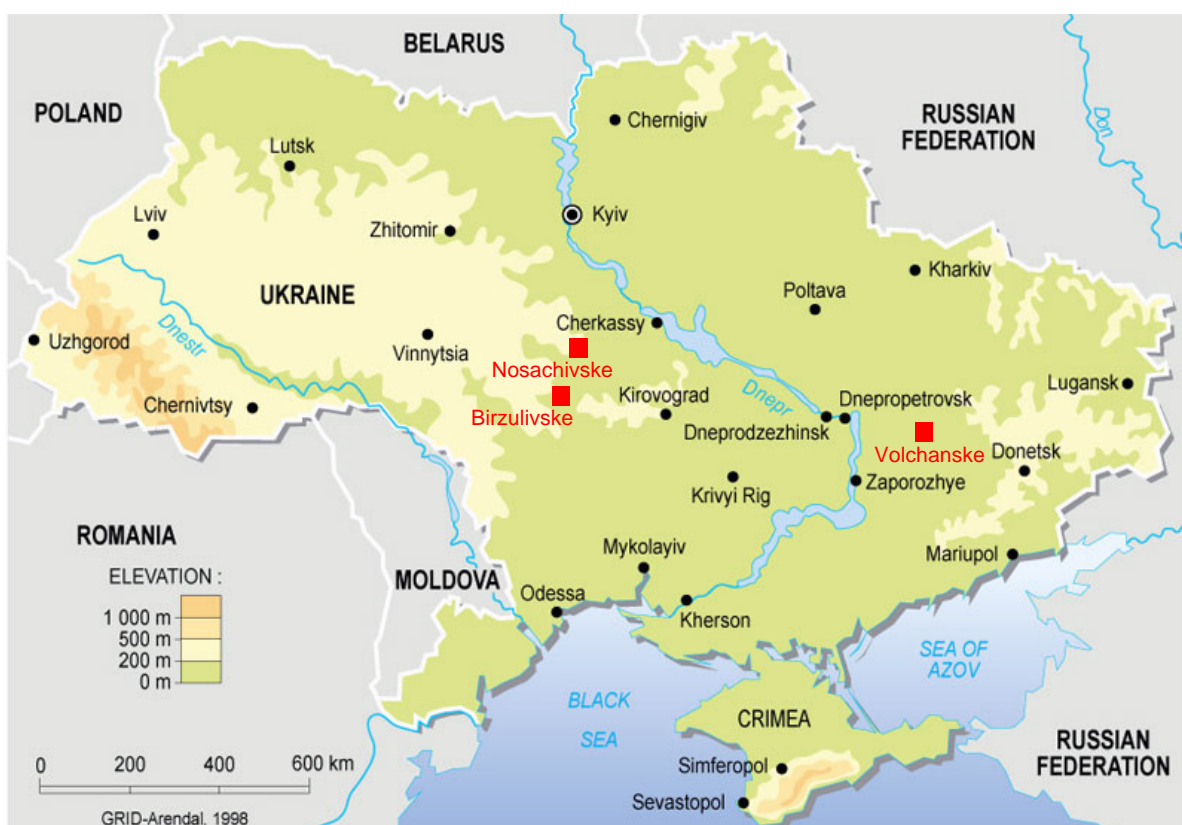 BELARUS
POLAND
RUSSIAN
FEDERATION
Don
Chernigiv
Lutsk
Lviv
Zhitomir
Kyiv
Kharkiv
UKRAINE
Poltava
Dnestr
Cherkassy
Uzhgorod
Vinnytsia
Nosachivske
Lugansk
Dnepr
Kirovograd
Dnepropetrovsk
Chernivtsy
Birzulivske
Dneprodzezhinsk
Volchanske
Donetsk
Krivyi Rig
Zaporozhye
ROMANIA
Mykolayiv
Mariupol
ELEVATION :
MOLDOVA
Odessa
Kherson
1 000 m
500 m
200 m
0 m
SEA OF
AZOV
BLACK
SEA
CRIMEA
RUSSIAN
FEDERATION
0 200 400 600 km
Simferopol
Sevastopol
GRID-Arendal, 1998